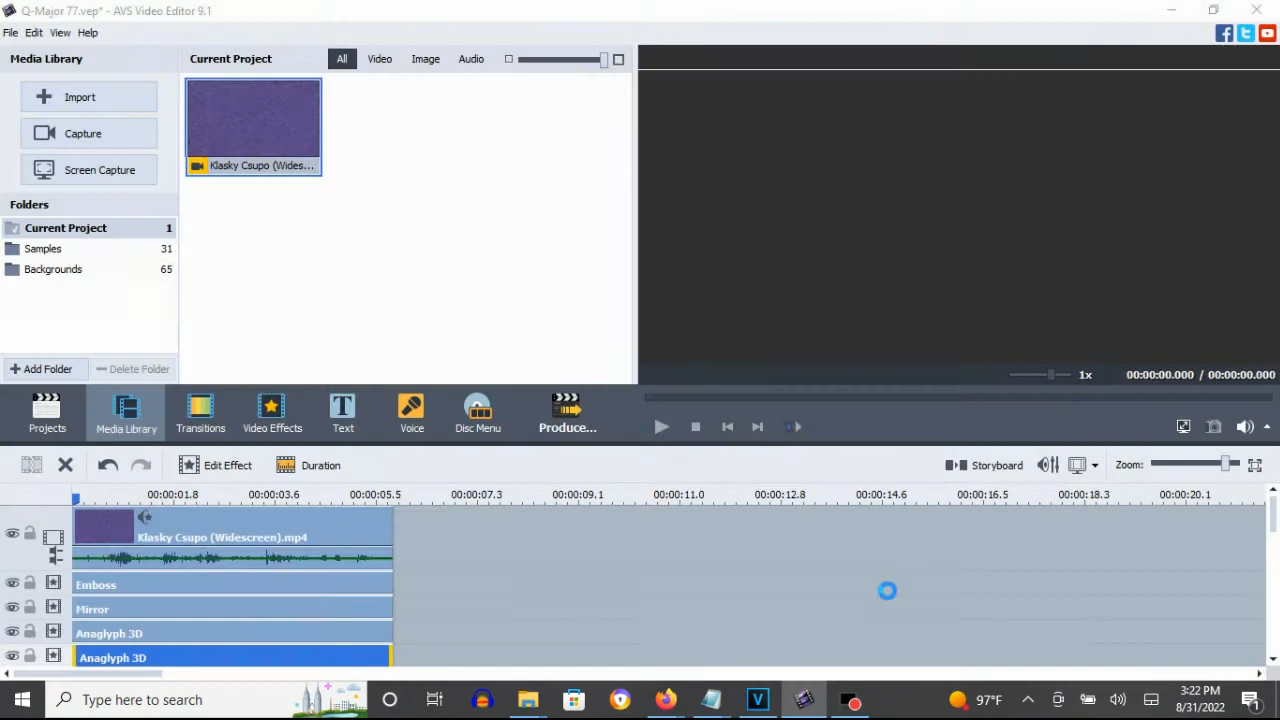 Q-Major 77.vep* - AVS Video Editor 9.1
File Edit View Help
Media Library
Current Project All Video Image Audio
Import
Capture
Screen Capture
Klasky Csupo (Wides...
Folders
Current Project 1
Samples 31
Backgrounds 65
Add Folder Delete Folder
1x 00:00:00.000 / 00:00:00.000
Projects Media Library Transitions Video Effects Text Voice Disc Menu Produce...
Edit Effect Duration Storyboard Zoom:
00:00:01.8 00:00:03.6 00:00:05.5 00:00:07.3 00:00:09.1 00:00:11.0 00:00:12.8 00:00:14.6 00:00:16.5 00:00:18.3 00:00:20.1
Klasky Csupo (Widescreen).mp4
Emboss
Mirror
Anaglyph 3D
Anaglyph 3D
Type here to search 97°F 3:22 PM
8/31/2022